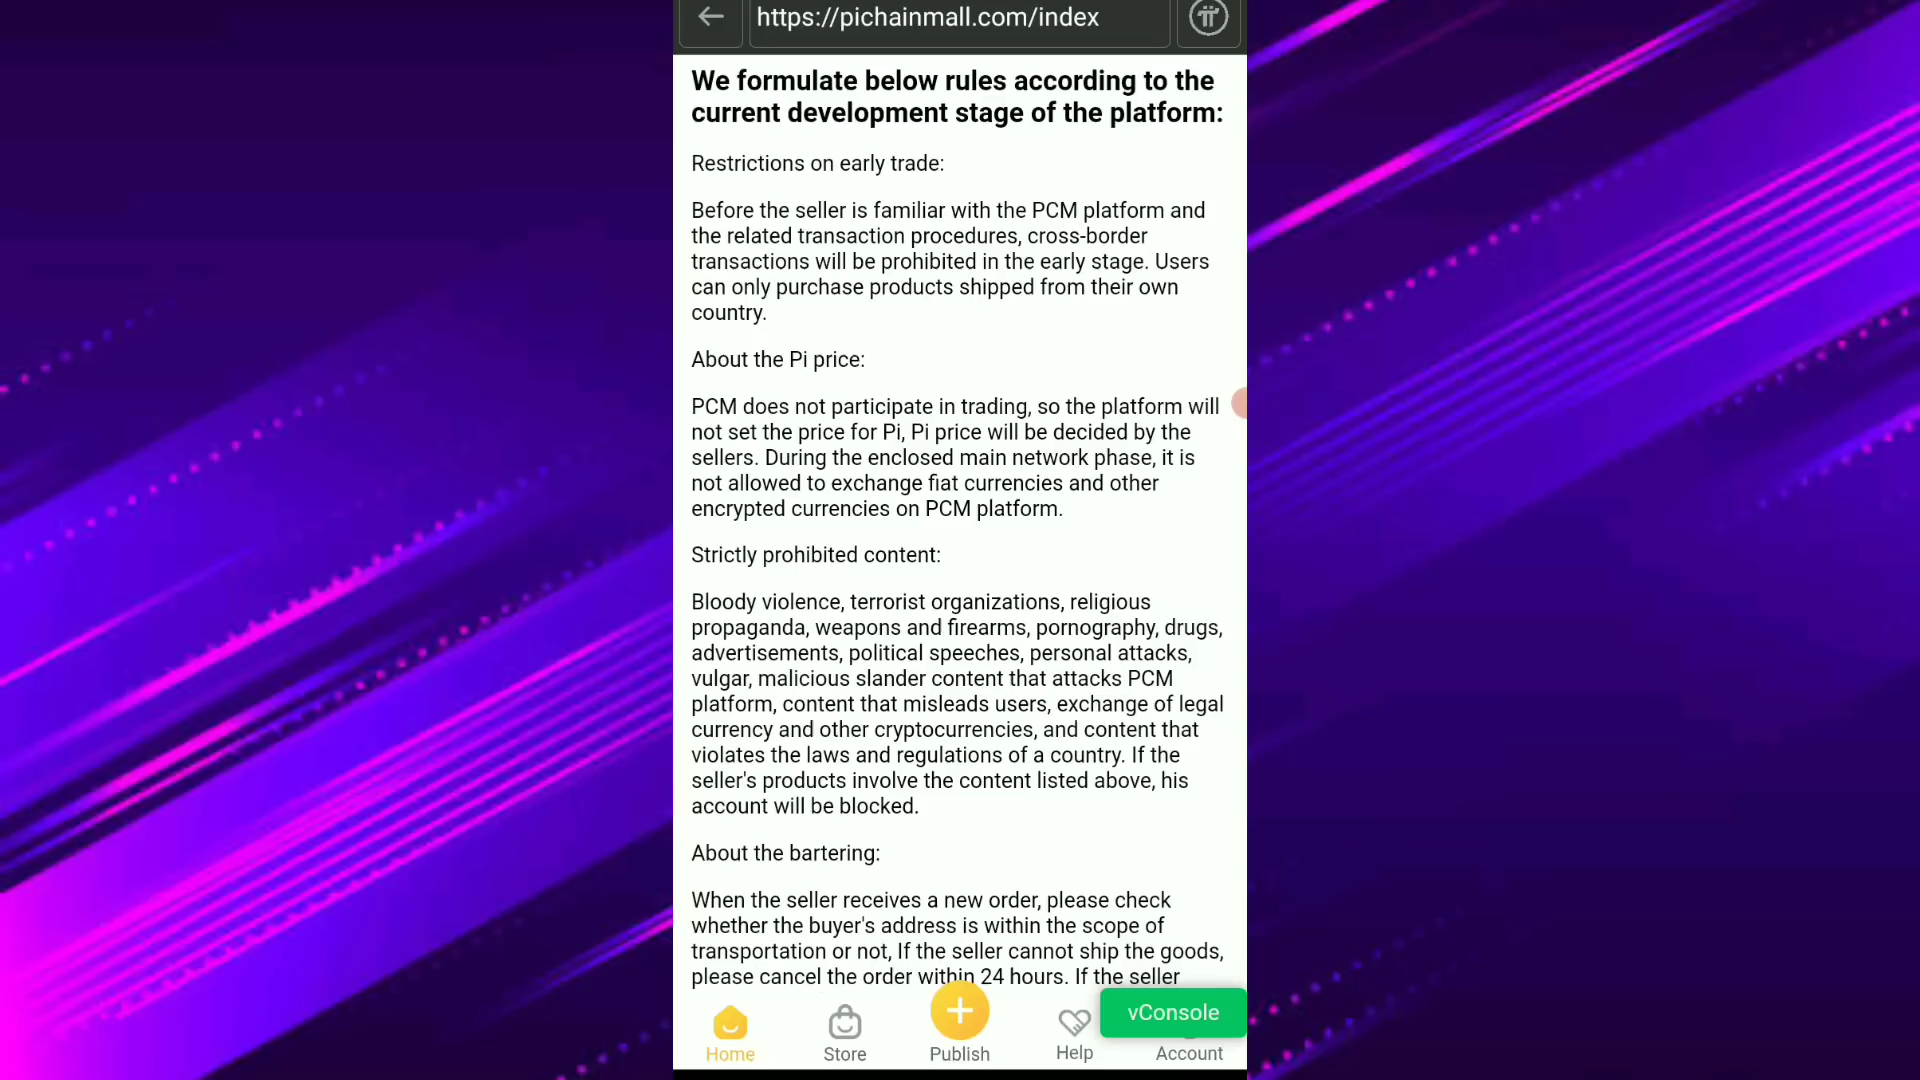 https://pichainmall.com/index
We formulate below rules according to the
current development stage of the platform:
Restrictions on early trade:
Before the seller is familiar with the PCM platform and
the related transaction procedures, cross-border
transactions will be prohibited in the early stage. Users
can only purchase products shipped from their own
country.
About the Pi price:
PCM does not participate in trading, so the platform will
not set the price for Pi, Pi price will be decided by the
sellers. During the enclosed main network phase, it is
not allowed to exchange fiat currencies and other
encrypted currencies on PCM platform.
Strictly prohibited content:
Bloody violence, terrorist organizations, religious
propaganda, weapons and firearms, pornography, drugs,
advertisements, political speeches, personal attacks,
vulgar, malicious slander content that attacks PCM
platform, content that misleads users, exchange of legal
currency and other cryptocurrencies, and content that
violates the laws and regulations of a country. If the
seller's products involve the content listed above, his
account will be blocked.
About the bartering:
When the seller receives a new order, please check
whether the buyer's address is within the scope of
transportation or not, If the seller cannot ship the goods,
please cancel the order within 24 hours. If the seller
vConsole
Home
Store
Publish
Help
Account